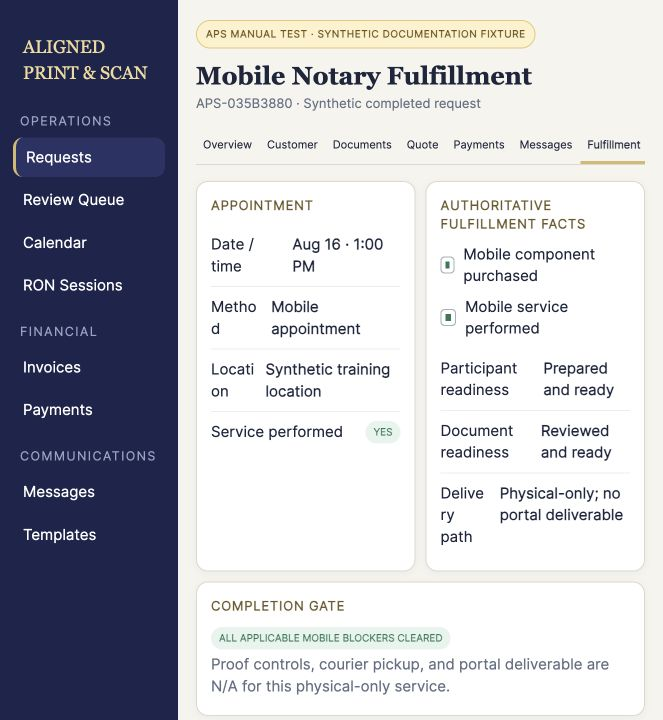 ALIGNED
PRINT & SCAN
OPERATIONS
Requests
Review Queue
Calendar
RON Sessions
FINANCIAL
Invoices
Payments
COMMUNICATIONS
Messages
Templates
APS MANUAL TEST · SYNTHETIC DOCUMENTATION FIXTURE
Mobile Notary Fulfillment
APS-035B3880 · Synthetic completed request
Overview Customer Documents Quote Payments Messages Fulfillment
APPOINTMENT
Date /
time
Aug 16 · 1:00
PM
Metho
d
Mobile
appointment
Locati
on
Synthetic training
location
Service performed YES
AUTHORITATIVE
FULFILLMENT FACTS
Mobile component
purchased
Mobile service
performed
Participant
readiness
Prepared
and ready
Document
readiness
Reviewed
and ready
Delive
ry
path
Physical-only; no
portal deliverable
COMPLETION GATE
ALL APPLICABLE MOBILE BLOCKERS CLEARED
Proof controls, courier pickup, and portal deliverable are
N/A for this physical-only service.